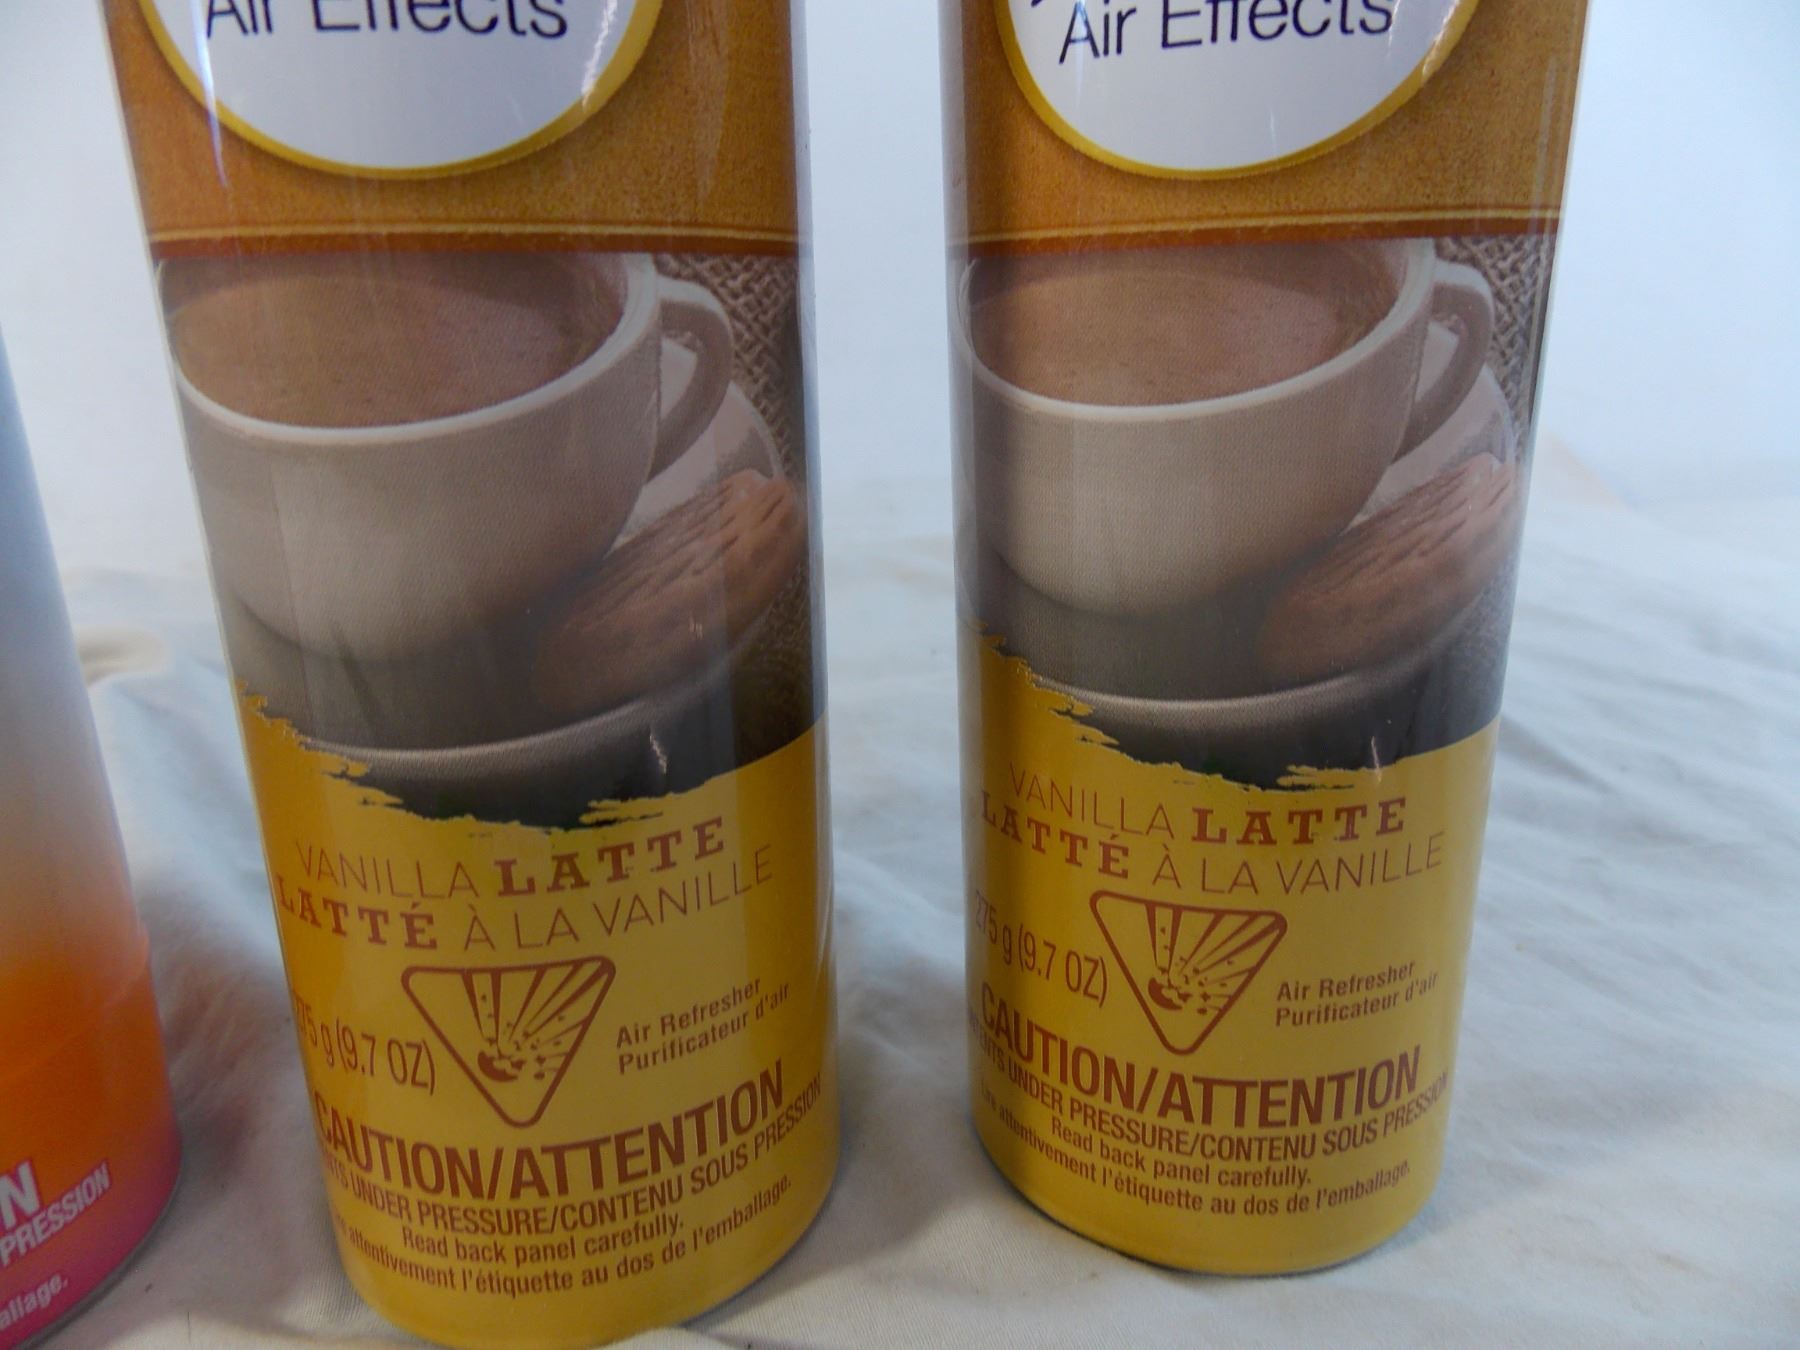 Air Effects
VANILLA LATTE
LATTÉ À LA VANILLE
275 g (9.7 OZ)
Air Refresher
Purificateur d'air
CAUTION/ATTENTION
UNDER PRESSURE/CONTENU SOUS PRESSION
Read back panel carefully.
attentivement l'étiquette au dos de l'emballage.
Air Effects
VANILLA LATTE
LATTÉ À LA VANILLE
275 g (9.7 OZ)
Air Refresher
Purificateur d'air
CAUTION/ATTENTION
UNDER PRESSURE/CONTENU SOUS PRESSION
Read back panel carefully.
Lire attentivement l'étiquette au dos de l'emballage.
N
PRESSION